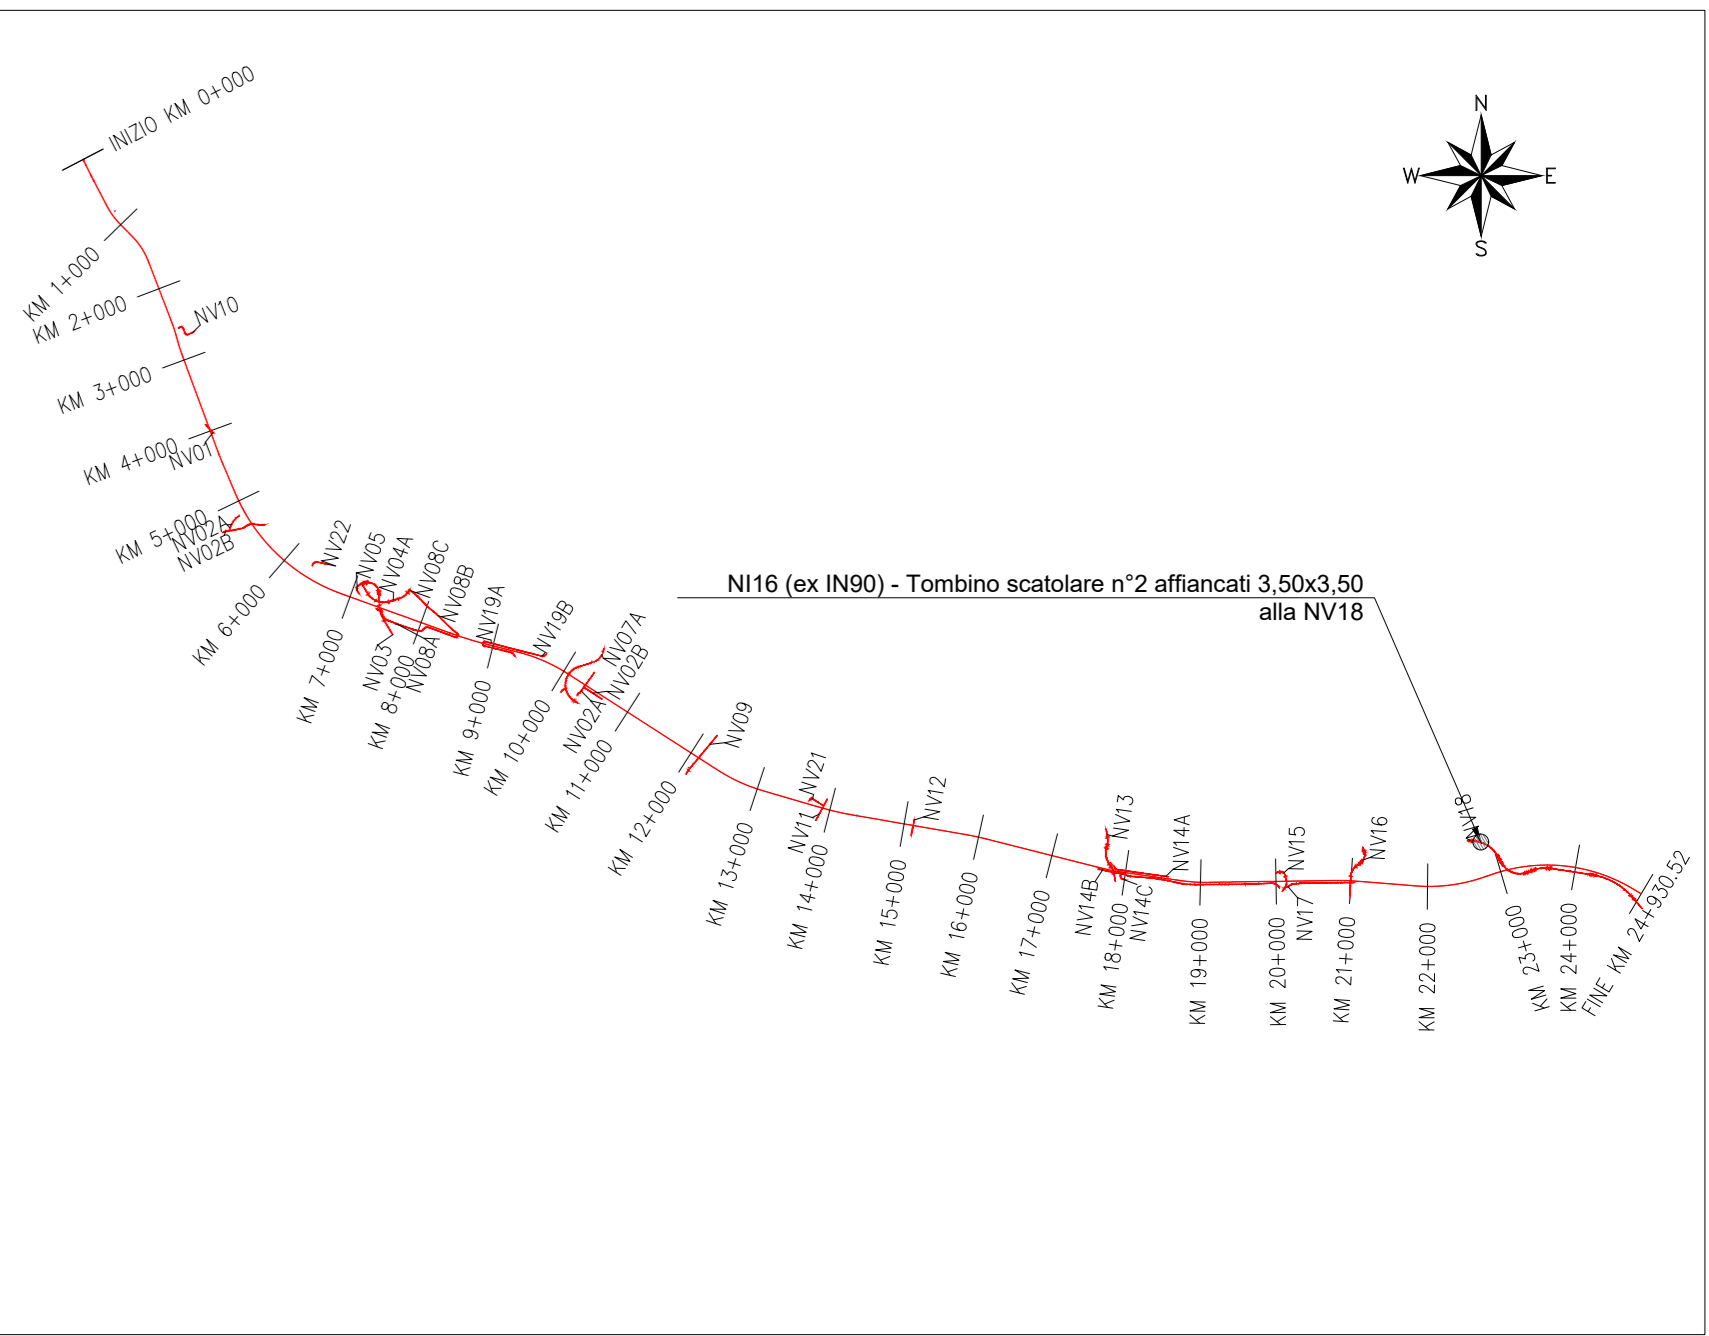 INIZIO KM 0+000
N
W
E
S
KM 1+000
KM 2+000
NV10
KM 3+000
KM 4+000
NV01
KM 5+000
NV02A
NV02B
KM 6+000
NV22
NV05
NV04A
NV08C
NV08B
NV19A
NV19B
NV07A
NV02B
KM 7+000
NV03
KM 8+000
NV08A
KM 9+000
KM 10+000
NV02A
KM 11+000
NI16 (ex IN90) - Tombino scatolare n°2 affiancati 3,50x3,50
alla NV18
NV09
KM 12+000
KM 13+000
NV21
NV11
KM 14+000
NV12
KM 15+000
KM 16+000
KM 17+000
NV13
NV14A
NV14B
KM 18+000
NV14C
KM 19+000
NV15
KM 20+000
NV17
NV16
KM 21+000
KM 22+000
NV18
KM 23+000
KM 24+000
FINE KM 24+930.52